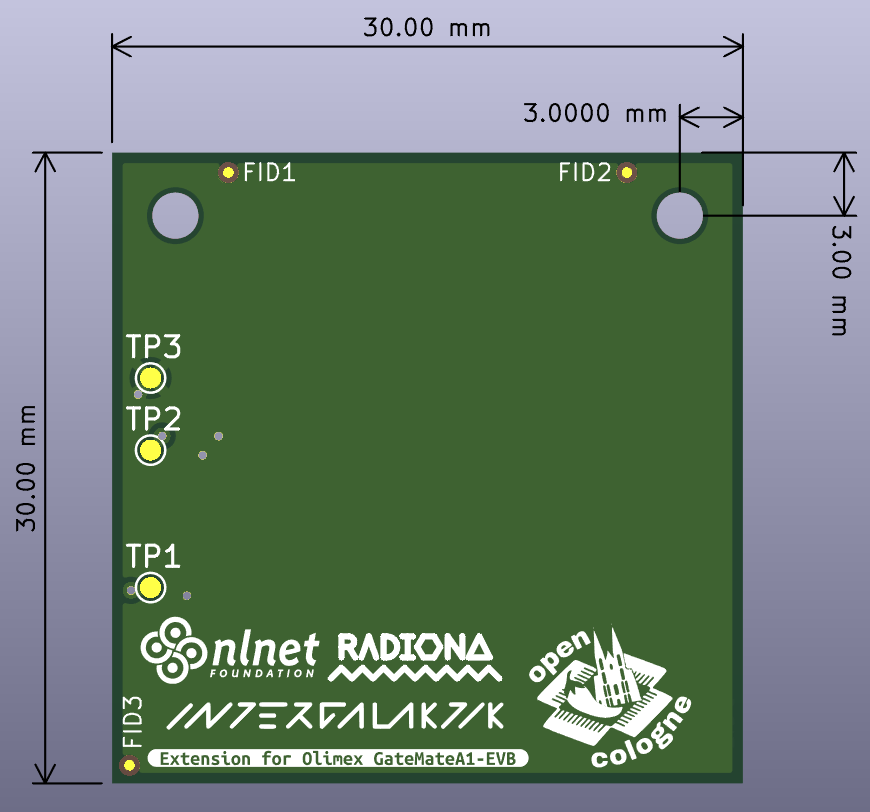 30.00 mm
3.0000 mm
FID1
FID2
3.00 mm
TP3
TP2
30.00 mm
TP1
nlnet
FOUNDATION
RADIONA
open
cologne
INTERGALAKTIK
FID3
Extension for Olimex GateMateA1-EVB